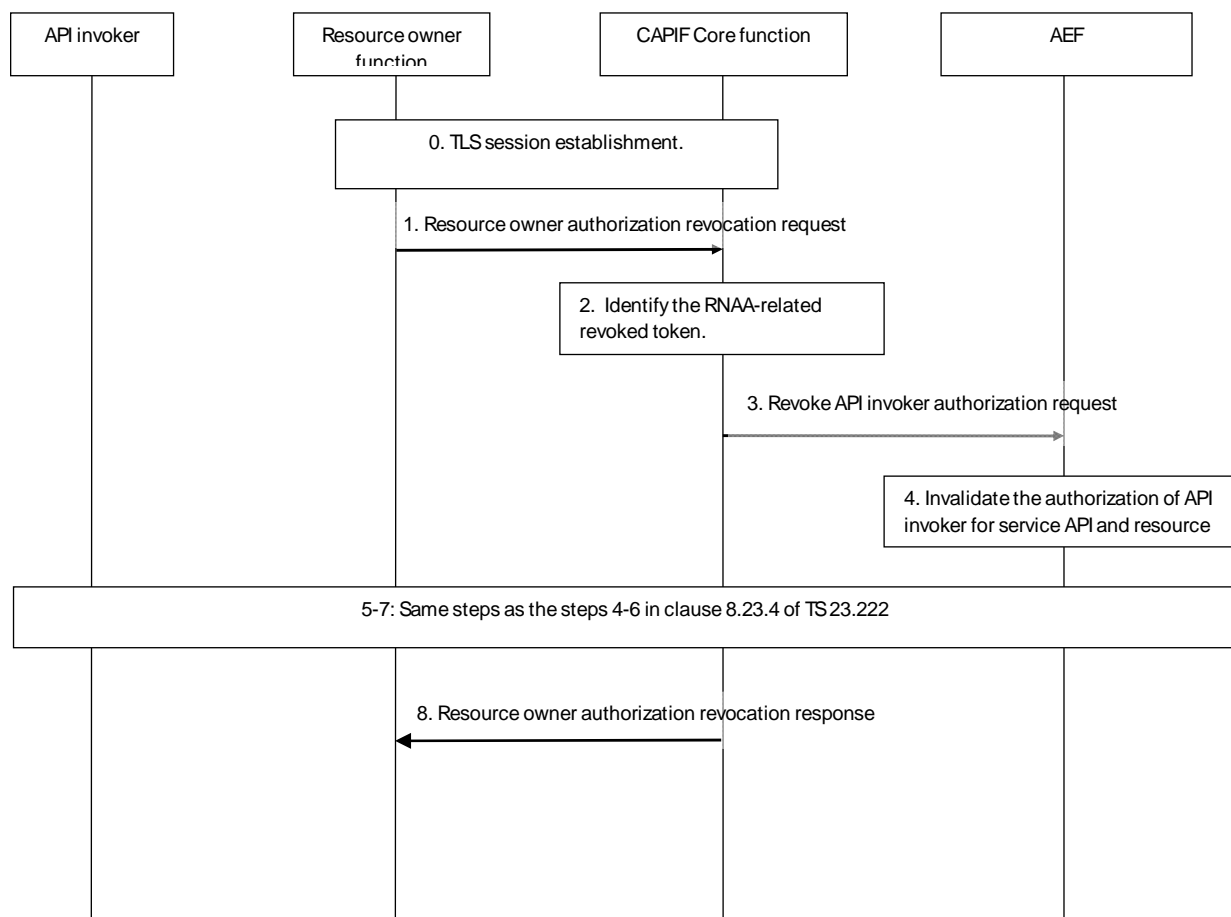 API invoker
Resource owner
function
CAPIF Core function
AEF
0. TLS session establishment.
1. Resource owner authorization revocation request
2. Identify the RNAA-related
revoked token.
3. Revoke API invoker authorization request
4. Invalidate the authorization of API
invoker for service API and resource
5-7: Same steps as the steps 4-6 in clause 8.23.4 of TS 23.222
8. Resource owner authorization revocation response